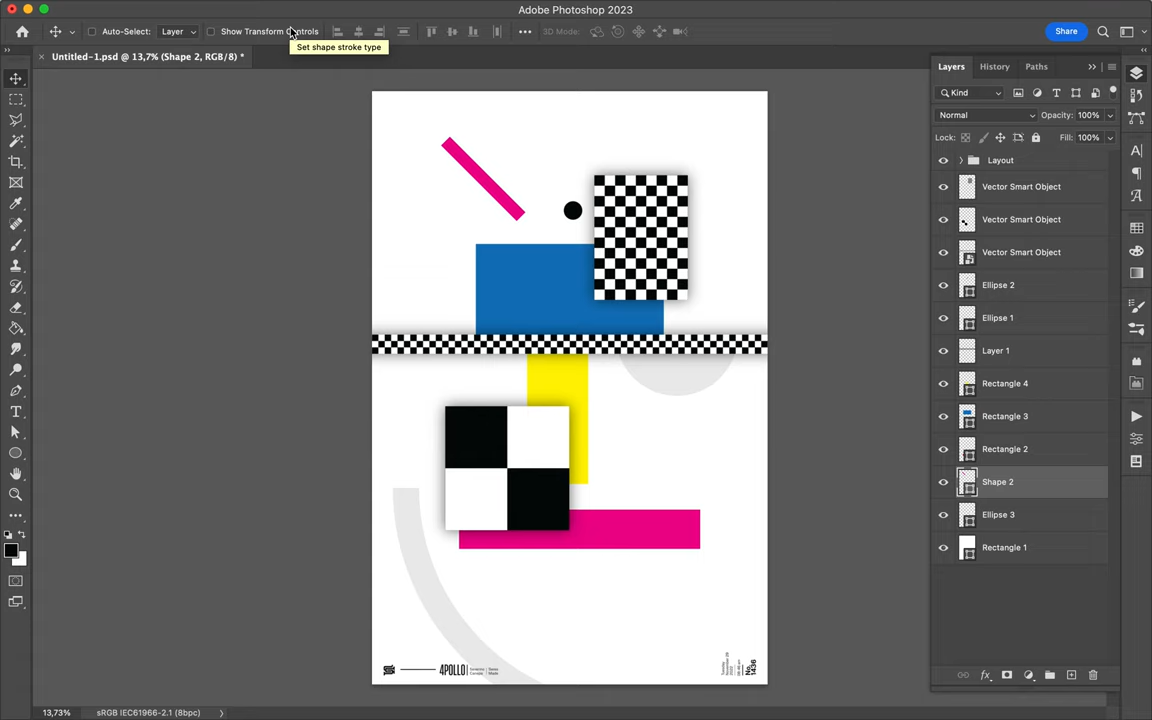 Adobe Photoshop 2023
Auto-Select: Layer Show Transform Controls 3D Mode: Share
Set shape stroke type
Untitled-1.psd @ 13,7% (Shape 2, RGB/8) *
Layers History Paths
Kind
Normal Opacity: 100%
Lock: Fill: 100%
Layout
Vector Smart Object
Vector Smart Object
Vector Smart Object
Ellipse 2
Ellipse 1
Layer 1
Rectangle 4
Rectangle 3
Rectangle 2
Shape 2
Ellipse 3
Rectangle 1
4POLLO
No. 1436
13,73% sRGB IEC61966-2.1 (8bpc)